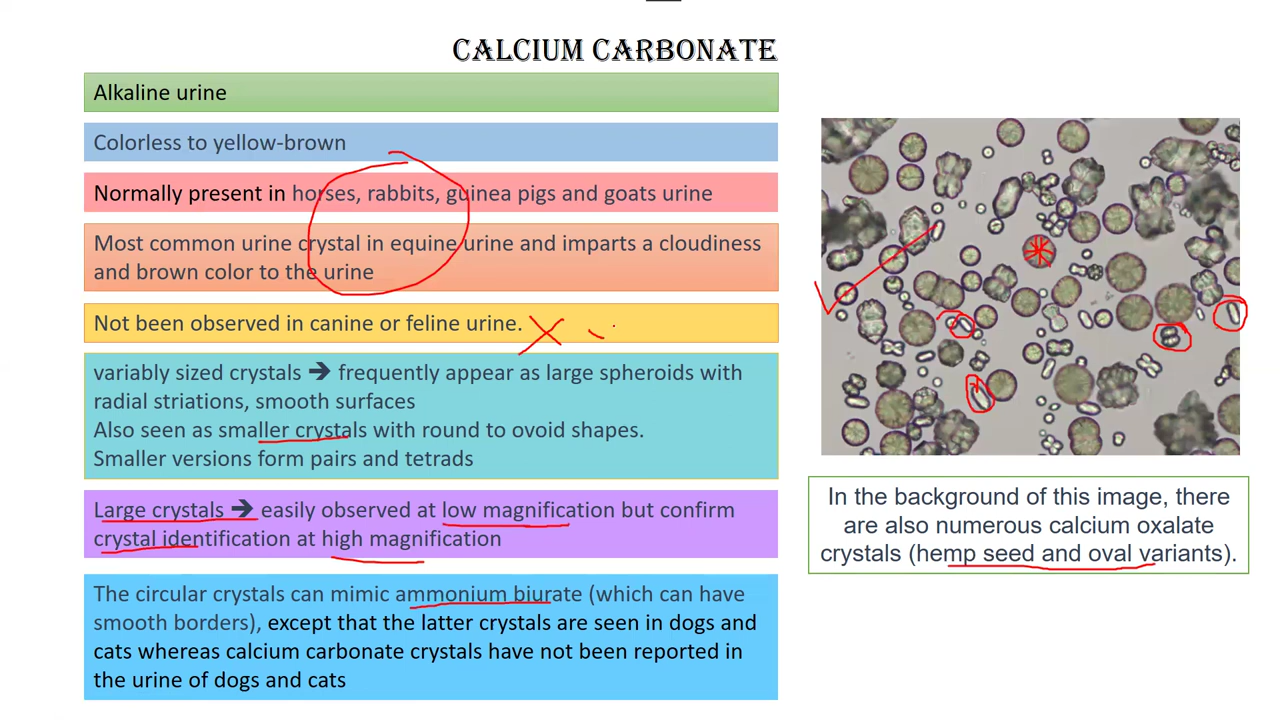 CALCIUM CARBONATE
Alkaline urine
Colorless to yellow-brown
Normally present in horses, rabbits, guinea pigs and goats urine
Most common urine crystal in equine urine and imparts a cloudiness
and brown color to the urine
Not been observed in canine or feline urine.
variably sized crystals ➔ frequently appear as large spheroids with
radial striations, smooth surfaces
Also seen as smaller crystals with round to ovoid shapes.
Smaller versions form pairs and tetrads
Large crystals ➔ easily observed at low magnification but confirm
crystal identification at high magnification
The circular crystals can mimic ammonium biurate (which can have
smooth borders), except that the latter crystals are seen in dogs and
cats whereas calcium carbonate crystals have not been reported in
the urine of dogs and cats
In the background of this image, there
are also numerous calcium oxalate
crystals (hemp seed and oval variants).